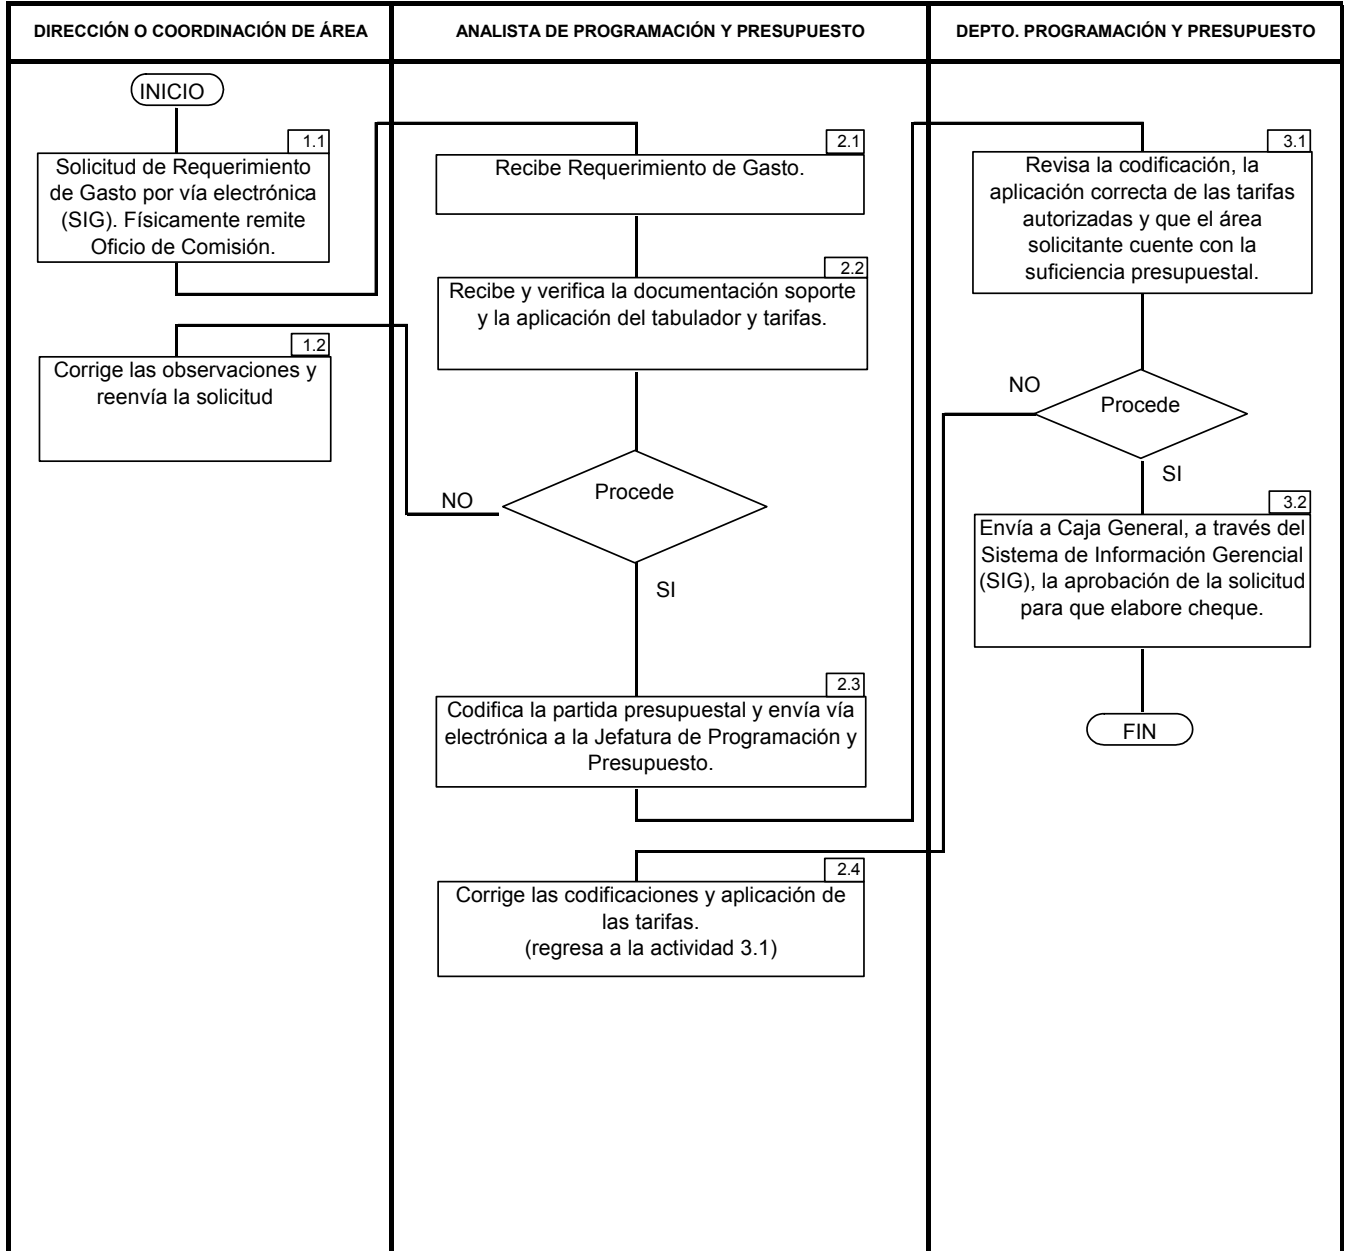 DIRECCIÓN O COORDINACIÓN DE ÁREA
ANALISTA DE PROGRAMACIÓN Y PRESUPUESTO
DEPTO. PROGRAMACIÓN Y PRESUPUESTO
INICIO
1.1
Solicitud de Requerimiento
de Gasto por vía electrónica
(SIG). Físicamente remite
Oficio de Comisión.
1.2
Corrige las observaciones y
reenvía la solicitud
2.1
Recibe Requerimiento de Gasto.
2.2
Recibe y verifica la documentación soporte
y la aplicación del tabulador y tarifas.
Procede
NO
SI
2.3
Codifica la partida presupuestal y envía vía
electrónica a la Jefatura de Programación y
Presupuesto.
2.4
Corrige las codificaciones y aplicación de
las tarifas.
(regresa a la actividad 3.1)
3.1
Revisa la codificación, la
aplicación correcta de las tarifas
autorizadas y que el área
solicitante cuente con la
suficiencia presupuestal.
NO
Procede
SI
3.2
Envía a Caja General, a través del
Sistema de Información Gerencial
(SIG), la aprobación de la solicitud
para que elabore cheque.
FIN